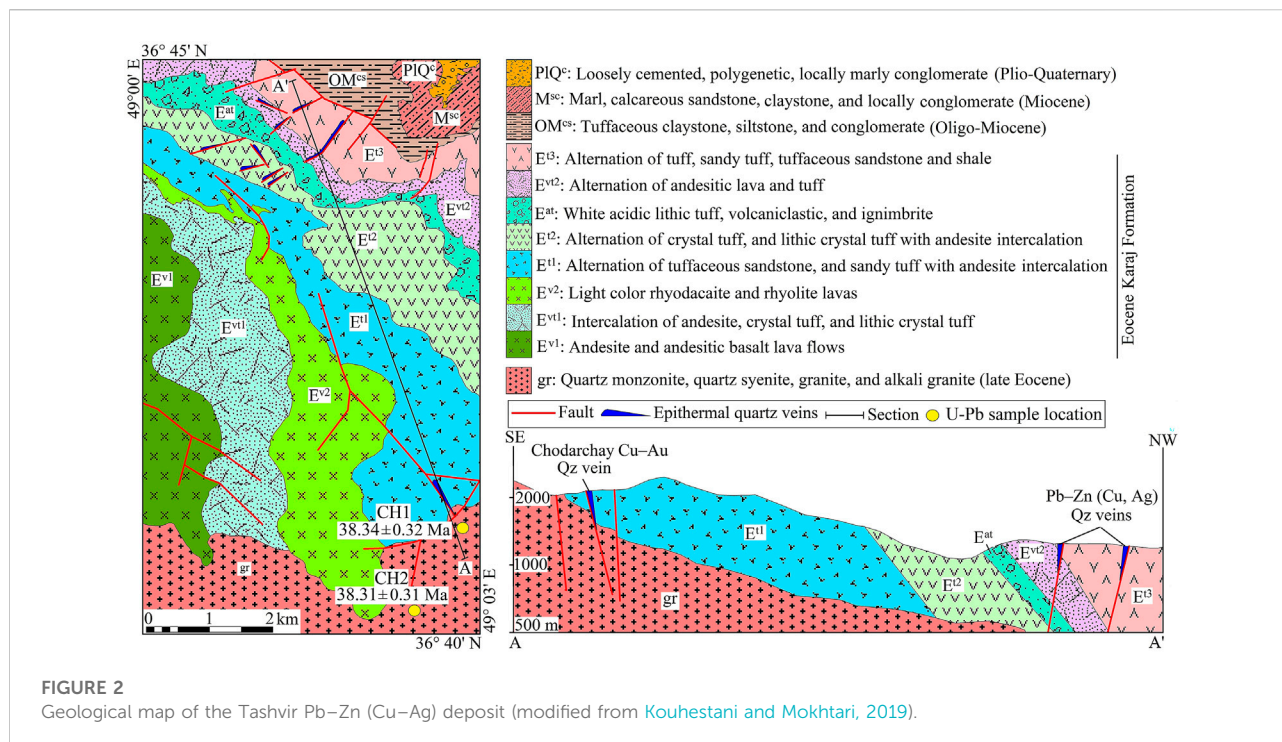 36° 45' N
49° 00' E
A'
OMᶜˢ
PlQᶜ
Mˢᶜ
Eᵃᵗ
Eᵗ³
Eᵛᵗ²
Eᵗ²
Eᵛ¹
Eᵛᵗ¹
Eᵗ¹
Eᵛ²
CH1
38.34±0.32 Ma
gr
A
CH2
38.31±0.31 Ma
0 1 2 km
49° 03' E
36° 40' N
PlQᶜ: Loosely cemented, polygenetic, locally marly conglomerate (Plio-Quaternary)
Mˢᶜ: Marl, calcareous sandstone, claystone, and locally conglomerate (Miocene)
OMᶜˢ: Tuffaceous claystone, siltstone, and conglomerate (Oligo-Miocene)
Eᵗ³: Alternation of tuff, sandy tuff, tuffaceous sandstone and shale
Eᵛᵗ²: Alternation of andesitic lava and tuff
Eᵃᵗ: White acidic lithic tuff, volcaniclastic, and ignimbrite
Eᵗ²: Alternation of crystal tuff, and lithic crystal tuff with andesite intercalation
Eᵗ¹: Alternation of tuffaceous sandstone, and sandy tuff with andesite intercalation
Eᵛ²: Light color rhyodacaite and rhyolite lavas
Eᵛᵗ¹: Intercalation of andesite, crystal tuff, and lithic crystal tuff
Eᵛ¹: Andesite and andesitic basalt lava flows
Eocene Karaj Formation
gr: Quartz monzonite, quartz syenite, granite, and alkali granite (late Eocene)
Fault Epithermal quartz veins Section U-Pb sample location
SE
NW
Chodarchay Cu–Au
Qz vein
Pb–Zn (Cu, Ag)
Qz veins
2000
1000
500 m
Eᵗ¹
Eᵃᵗ
Eᵛᵗ²
Eᵗ²
Eᵗ³
gr
A
A'
FIGURE 2
Geological map of the Tashvir Pb–Zn (Cu–Ag) deposit (modified from Kouhestani and Mokhtari, 2019).